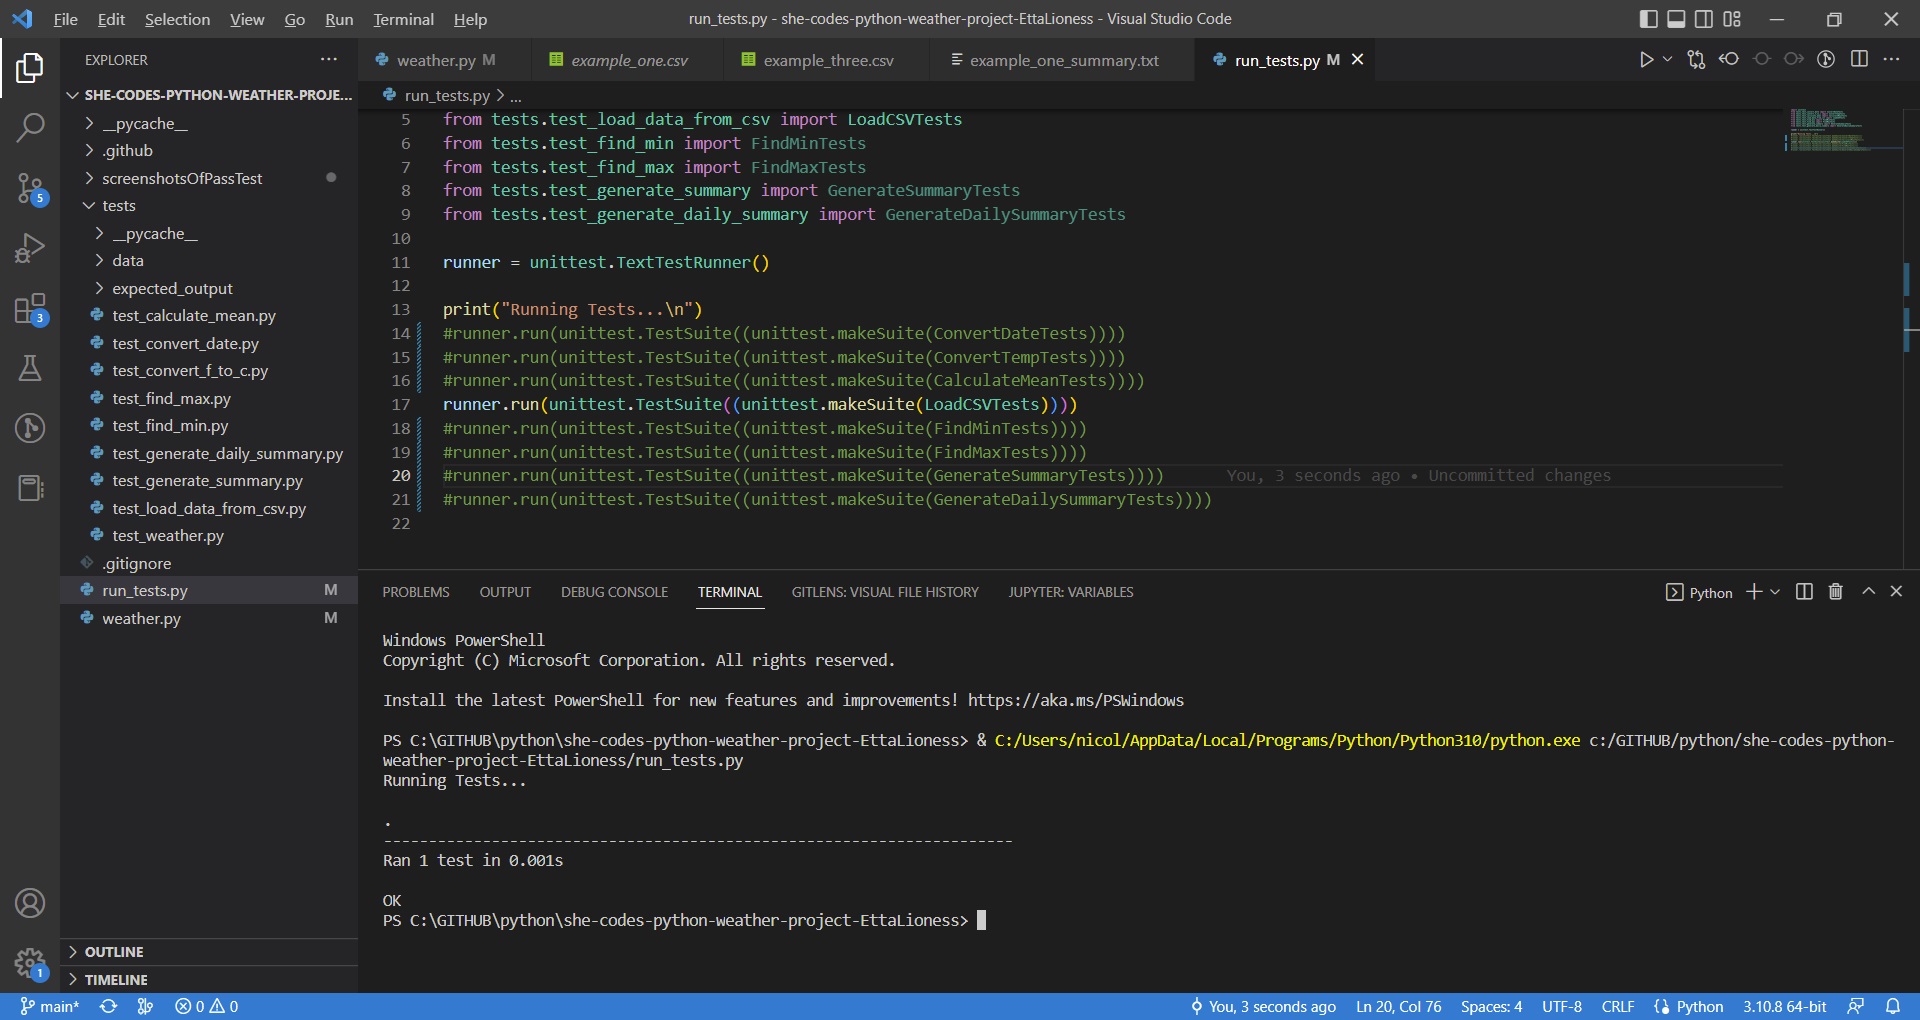 File Edit Selection View Go Run Terminal Help
run_tests.py - she-codes-python-weather-project-EttaLioness - Visual Studio Code
EXPLORER
weather.py M
example_one.csv
example_three.csv
example_one_summary.txt
run_tests.py M
SHE-CODES-PYTHON-WEATHER-PROJE...
__pycache__
.github
screenshotsOfPassTest
tests
__pycache__
data
expected_output
test_calculate_mean.py
test_convert_date.py
test_convert_f_to_c.py
test_find_max.py
test_find_min.py
test_generate_daily_summary.py
test_generate_summary.py
test_load_data_from_csv.py
test_weather.py
.gitignore
run_tests.py M
weather.py M
OUTLINE
TIMELINE
5
3
1
run_tests.py > ...
5 from tests.test_load_data_from_csv import LoadCSVTests
6 from tests.test_find_min import FindMinTests
7 from tests.test_find_max import FindMaxTests
8 from tests.test_generate_summary import GenerateSummaryTests
9 from tests.test_generate_daily_summary import GenerateDailySummaryTests
10
11 runner = unittest.TextTestRunner()
12
13 print("Running Tests...\n")
14 #runner.run(unittest.TestSuite((unittest.makeSuite(ConvertDateTests))))
15 #runner.run(unittest.TestSuite((unittest.makeSuite(ConvertTempTests))))
16 #runner.run(unittest.TestSuite((unittest.makeSuite(CalculateMeanTests))))
17 runner.run(unittest.TestSuite((unittest.makeSuite(LoadCSVTests))))
18 #runner.run(unittest.TestSuite((unittest.makeSuite(FindMinTests))))
19 #runner.run(unittest.TestSuite((unittest.makeSuite(FindMaxTests))))
20 #runner.run(unittest.TestSuite((unittest.makeSuite(GenerateSummaryTests)))) You, 3 seconds ago • Uncommitted changes
21 #runner.run(unittest.TestSuite((unittest.makeSuite(GenerateDailySummaryTests))))
22
PROBLEMS OUTPUT DEBUG CONSOLE TERMINAL GITLENS: VISUAL FILE HISTORY JUPYTER: VARIABLES
Python
Windows PowerShell
Copyright (C) Microsoft Corporation. All rights reserved.
Install the latest PowerShell for new features and improvements! https://aka.ms/PSWindows
PS C:\GITHUB\python\she-codes-python-weather-project-EttaLioness> & C:/Users/nicol/AppData/Local/Programs/Python/Python310/python.exe c:/GITHUB/python/she-codes-python-
weather-project-EttaLioness/run_tests.py
Running Tests...
.
----------------------------------------------------------------------
Ran 1 test in 0.001s
OK
PS C:\GITHUB\python\she-codes-python-weather-project-EttaLioness>
main* 0 0 You, 3 seconds ago Ln 20, Col 76 Spaces: 4 UTF-8 CRLF Python 3.10.8 64-bit